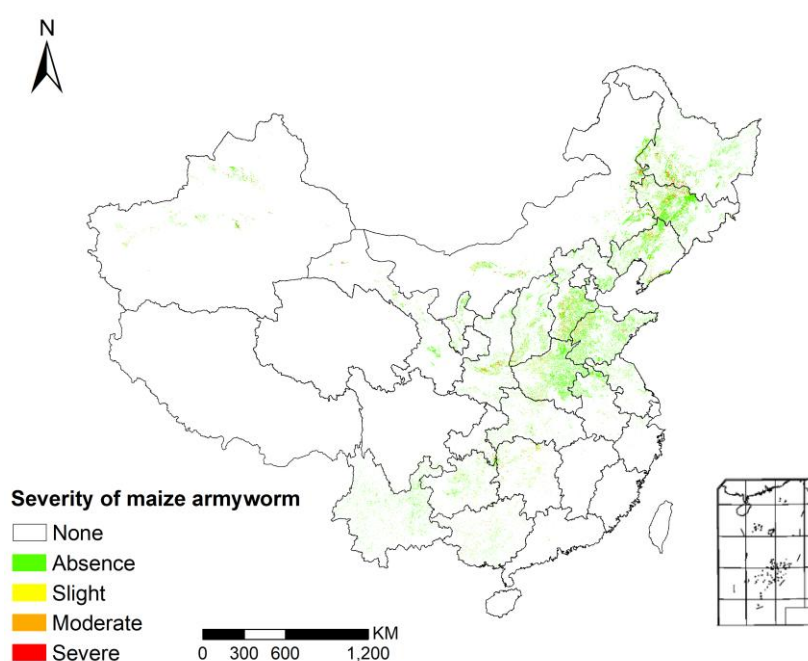 N
Severity of maize armyworm
None
Absence
Slight
Moderate
Severe
KM
0 300 600 1,200